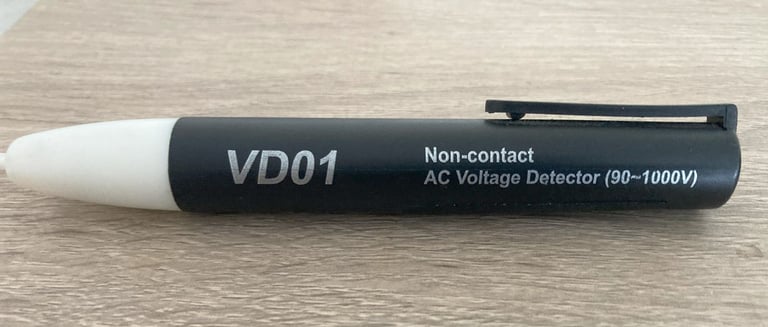 VD01
Non-contact
AC Voltage Detector (90~1000V)